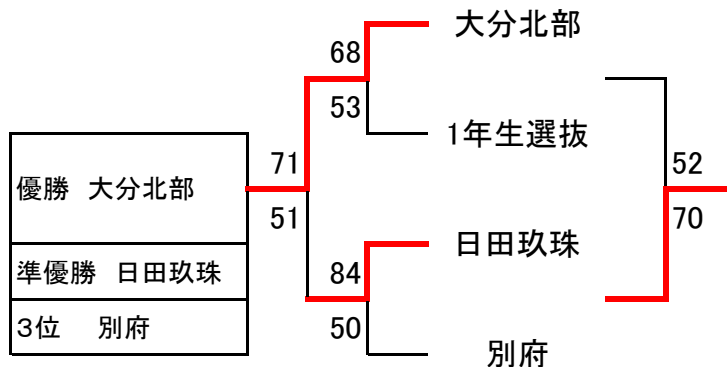 大分北部
68
53
1年生選抜
71
52
優勝 大分北部
51
70
日田玖珠
準優勝 日田玖珠
84
3位 別府
50
別府